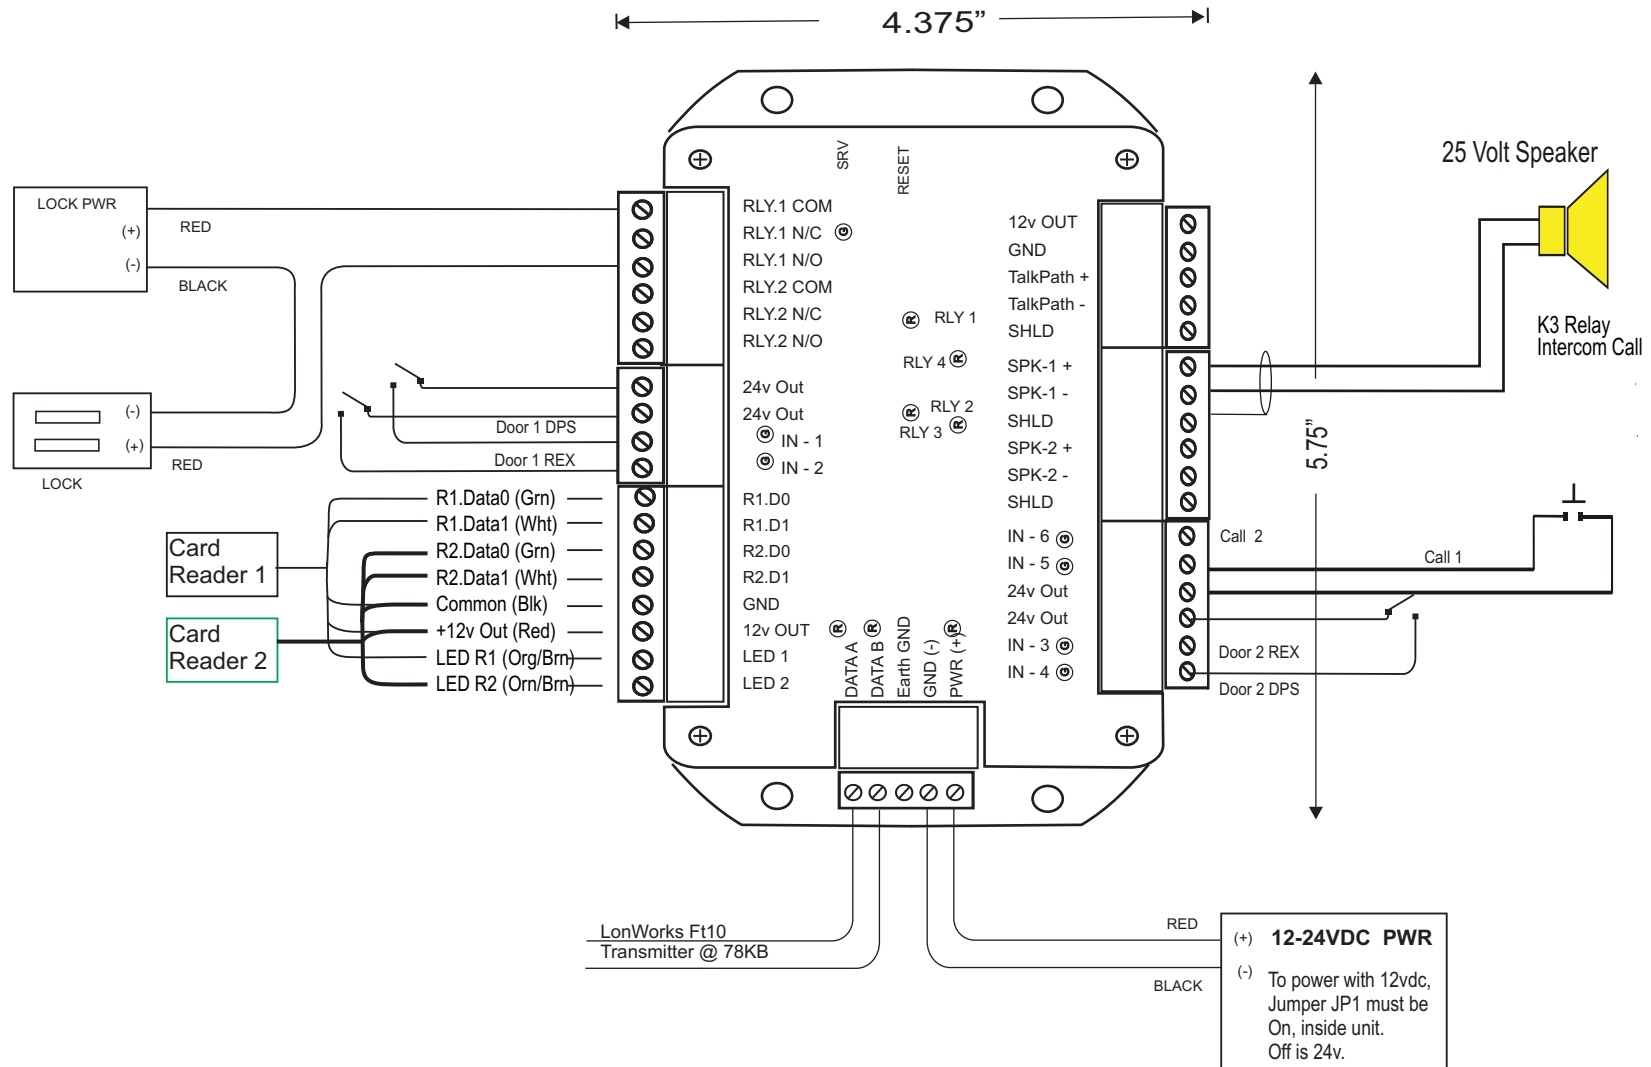 4.375”
25 Volt Speaker
K3 Relay
Intercom Call
5.75”
LOCK PWR
(+)
(-)
RED
BLACK
(-)
(+)
LOCK
RED
Door 1 DPS
Door 1 REX
Card
Reader 1
Card
Reader 2
R1.Data0 (Grn)
R1.Data1 (Wht)
R2.Data0 (Grn)
R2.Data1 (Wht)
Common (Blk)
+12v Out (Red)
LED R1 (Org/Brn)
LED R2 (Orn/Brn)
SRV
RESET
RLY.1 COM
RLY.1 N/C G
RLY.1 N/O
RLY.2 COM
RLY.2 N/C
RLY.2 N/O
24v Out
24v Out
G IN - 1
G IN - 2
R1.D0
R1.D1
R2.D0
R2.D1
GND
12v OUT
LED 1
LED 2
R RLY 1
RLY 4 R
R RLY 2
RLY 3 R
12v OUT
GND
TalkPath +
TalkPath -
SHLD
SPK-1 +
SPK-1 -
SHLD
SPK-2 +
SPK-2 -
SHLD
IN - 6 G
IN - 5 G
24v Out
24v Out
IN - 3 G
IN - 4 G
Call 2
Call 1
Door 2 REX
Door 2 DPS
R
R
R
DATA A
DATA B
Earth GND
GND (-)
PWR (+)
LonWorks Ft10
Transmitter @ 78KB
RED
BLACK
(+) 12-24VDC PWR
(-)
To power with 12vdc,
Jumper JP1 must be
On, inside unit.
Off is 24v.